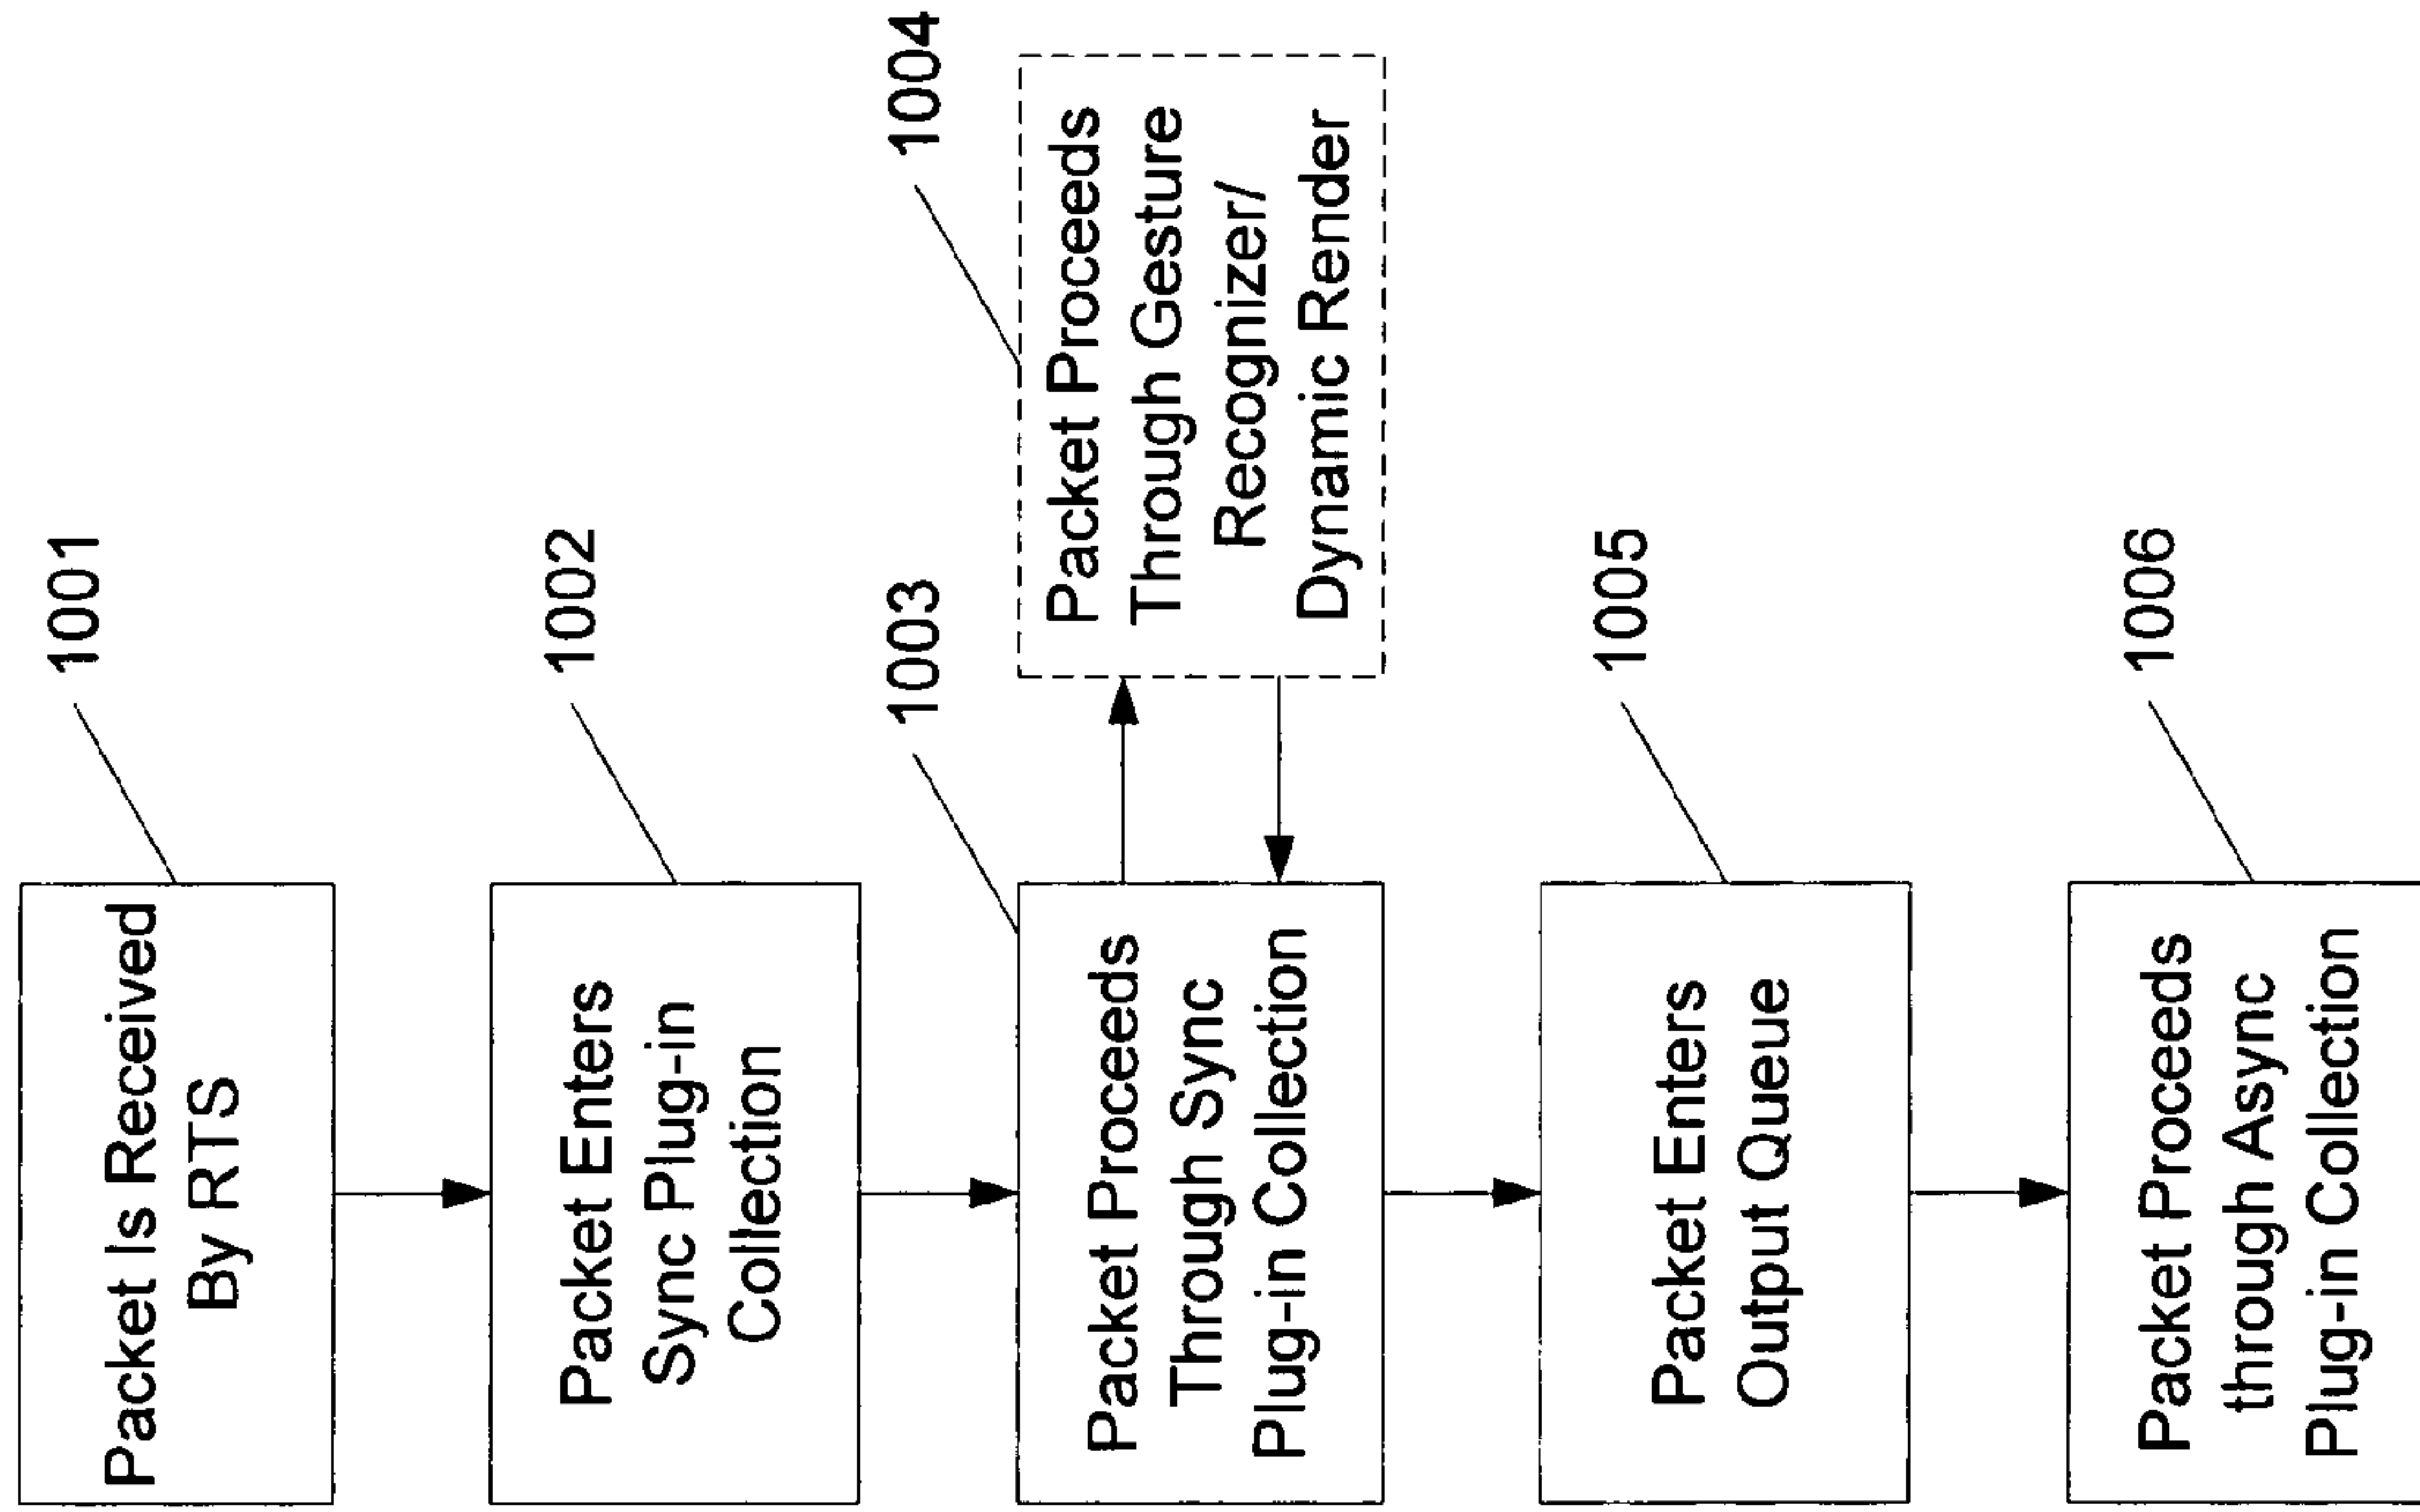 1001
Packet Is Received
By RTS
1002
Packet Enters
Sync Plug-in
Collection
1003
Packet Proceeds
Through Sync
Plug-in Collection
1004
Packet Proceeds
Through Gesture
Recognizer/
Dynamic Render
1005
Packet Enters
Output Queue
1006
Packet Proceeds
through Async
Plug-in Collection